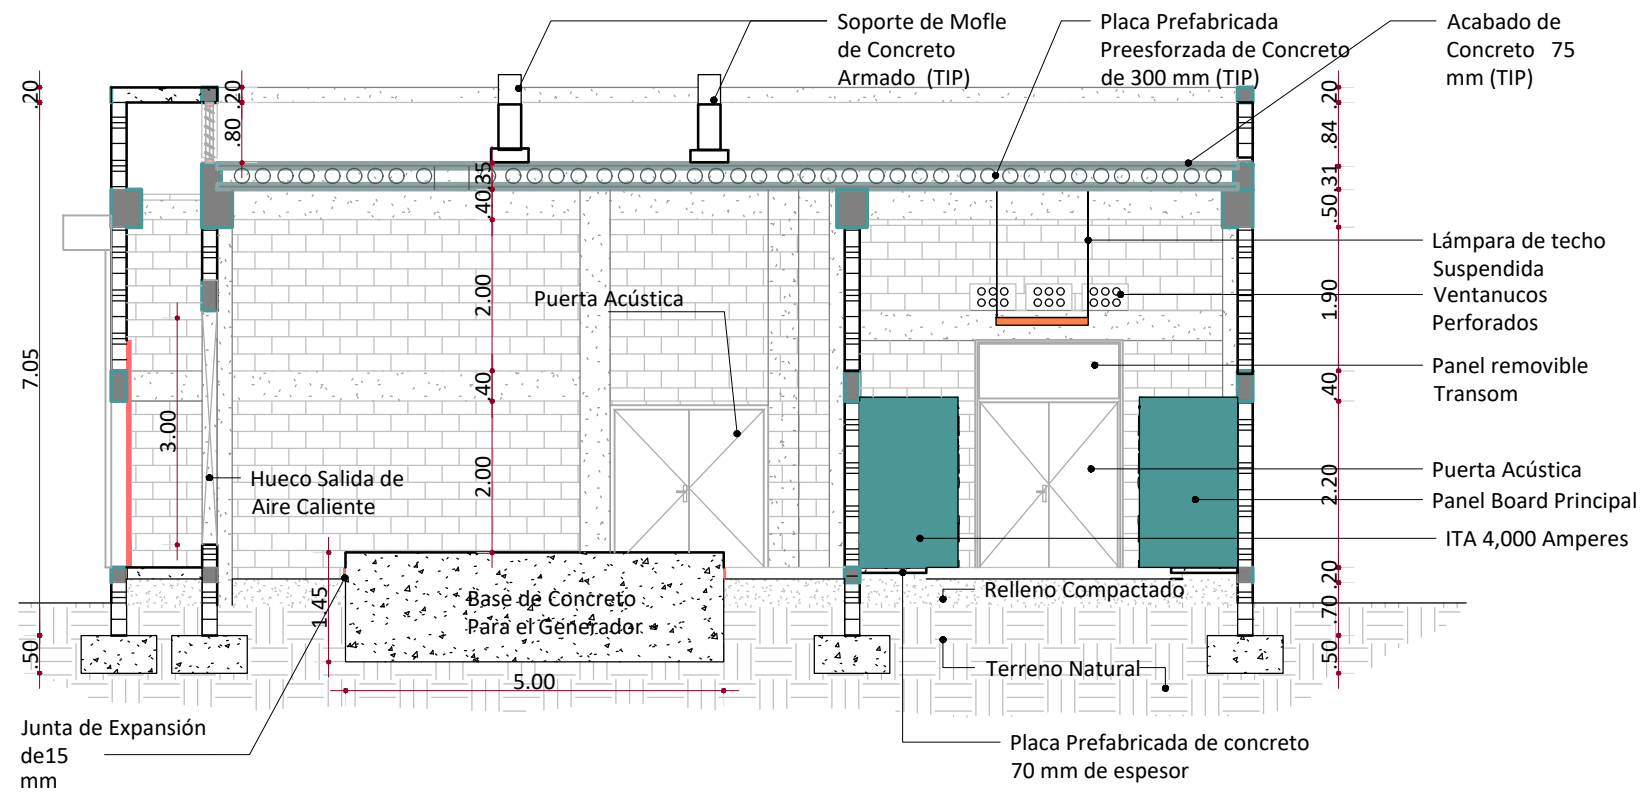 Soporte de Mofle
de Concreto
Armado (TIP)
Placa Prefabricada
Preesforzada de Concreto
de 300 mm (TIP)
Acabado de
Concreto 75
mm (TIP)
.20
7.05
.50
.20
.80
.35
.40
2.00
.40
2.00
3.00
1.45
5.00
.20
.84
.31
.50
1.90
.40
2.20
.20
.70
.50
Puerta Acústica
Hueco Salida de
Aire Caliente
Base de Concreto
Para el Generador
Lámpara de techo
Suspendida
Ventanucos
Perforados
Panel removible
Transom
Puerta Acústica
Panel Board Principal
ITA 4,000 Amperes
Relleno Compactado
Terreno Natural
Junta de Expansión
de15
mm
Placa Prefabricada de concreto
70 mm de espesor